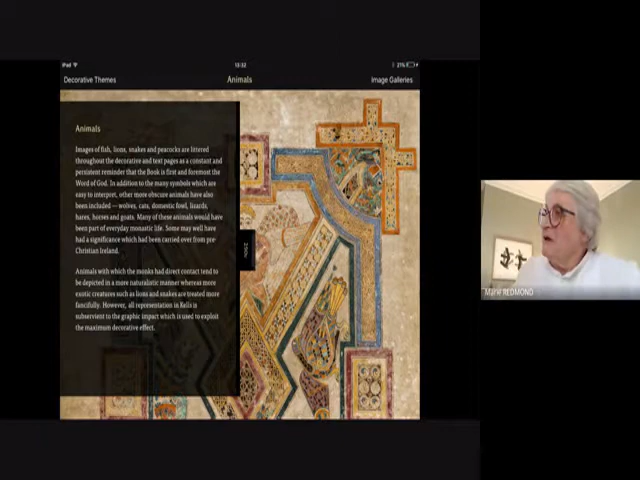 iPad
13:32
21%
Decorative Themes
Animals
Image Galleries
Animals
Images of fish, lions, snakes and peacocks are littered
throughout the decorative and text pages as a constant and
persistent reminder that the Book is first and foremost the
Word of God. In addition to the many symbols which are
easy to interpret, other more obscure animals have also
been included — wolves, cats, domestic fowl, lizards,
hares, horses and goats. Many of these animals would have
been part of everyday monastic life. Some may well have
had a significance which had been carried over from pre-
Christian Ireland.
Animals with which the monks had direct contact tend to
be depicted in a more naturalistic manner whereas more
exotic creatures such as lions and snakes are treated more
fancifully. However, all representation in Kells is
subservient to the graphic impact which is used to exploit
the maximum decorative effect.
REDMOND